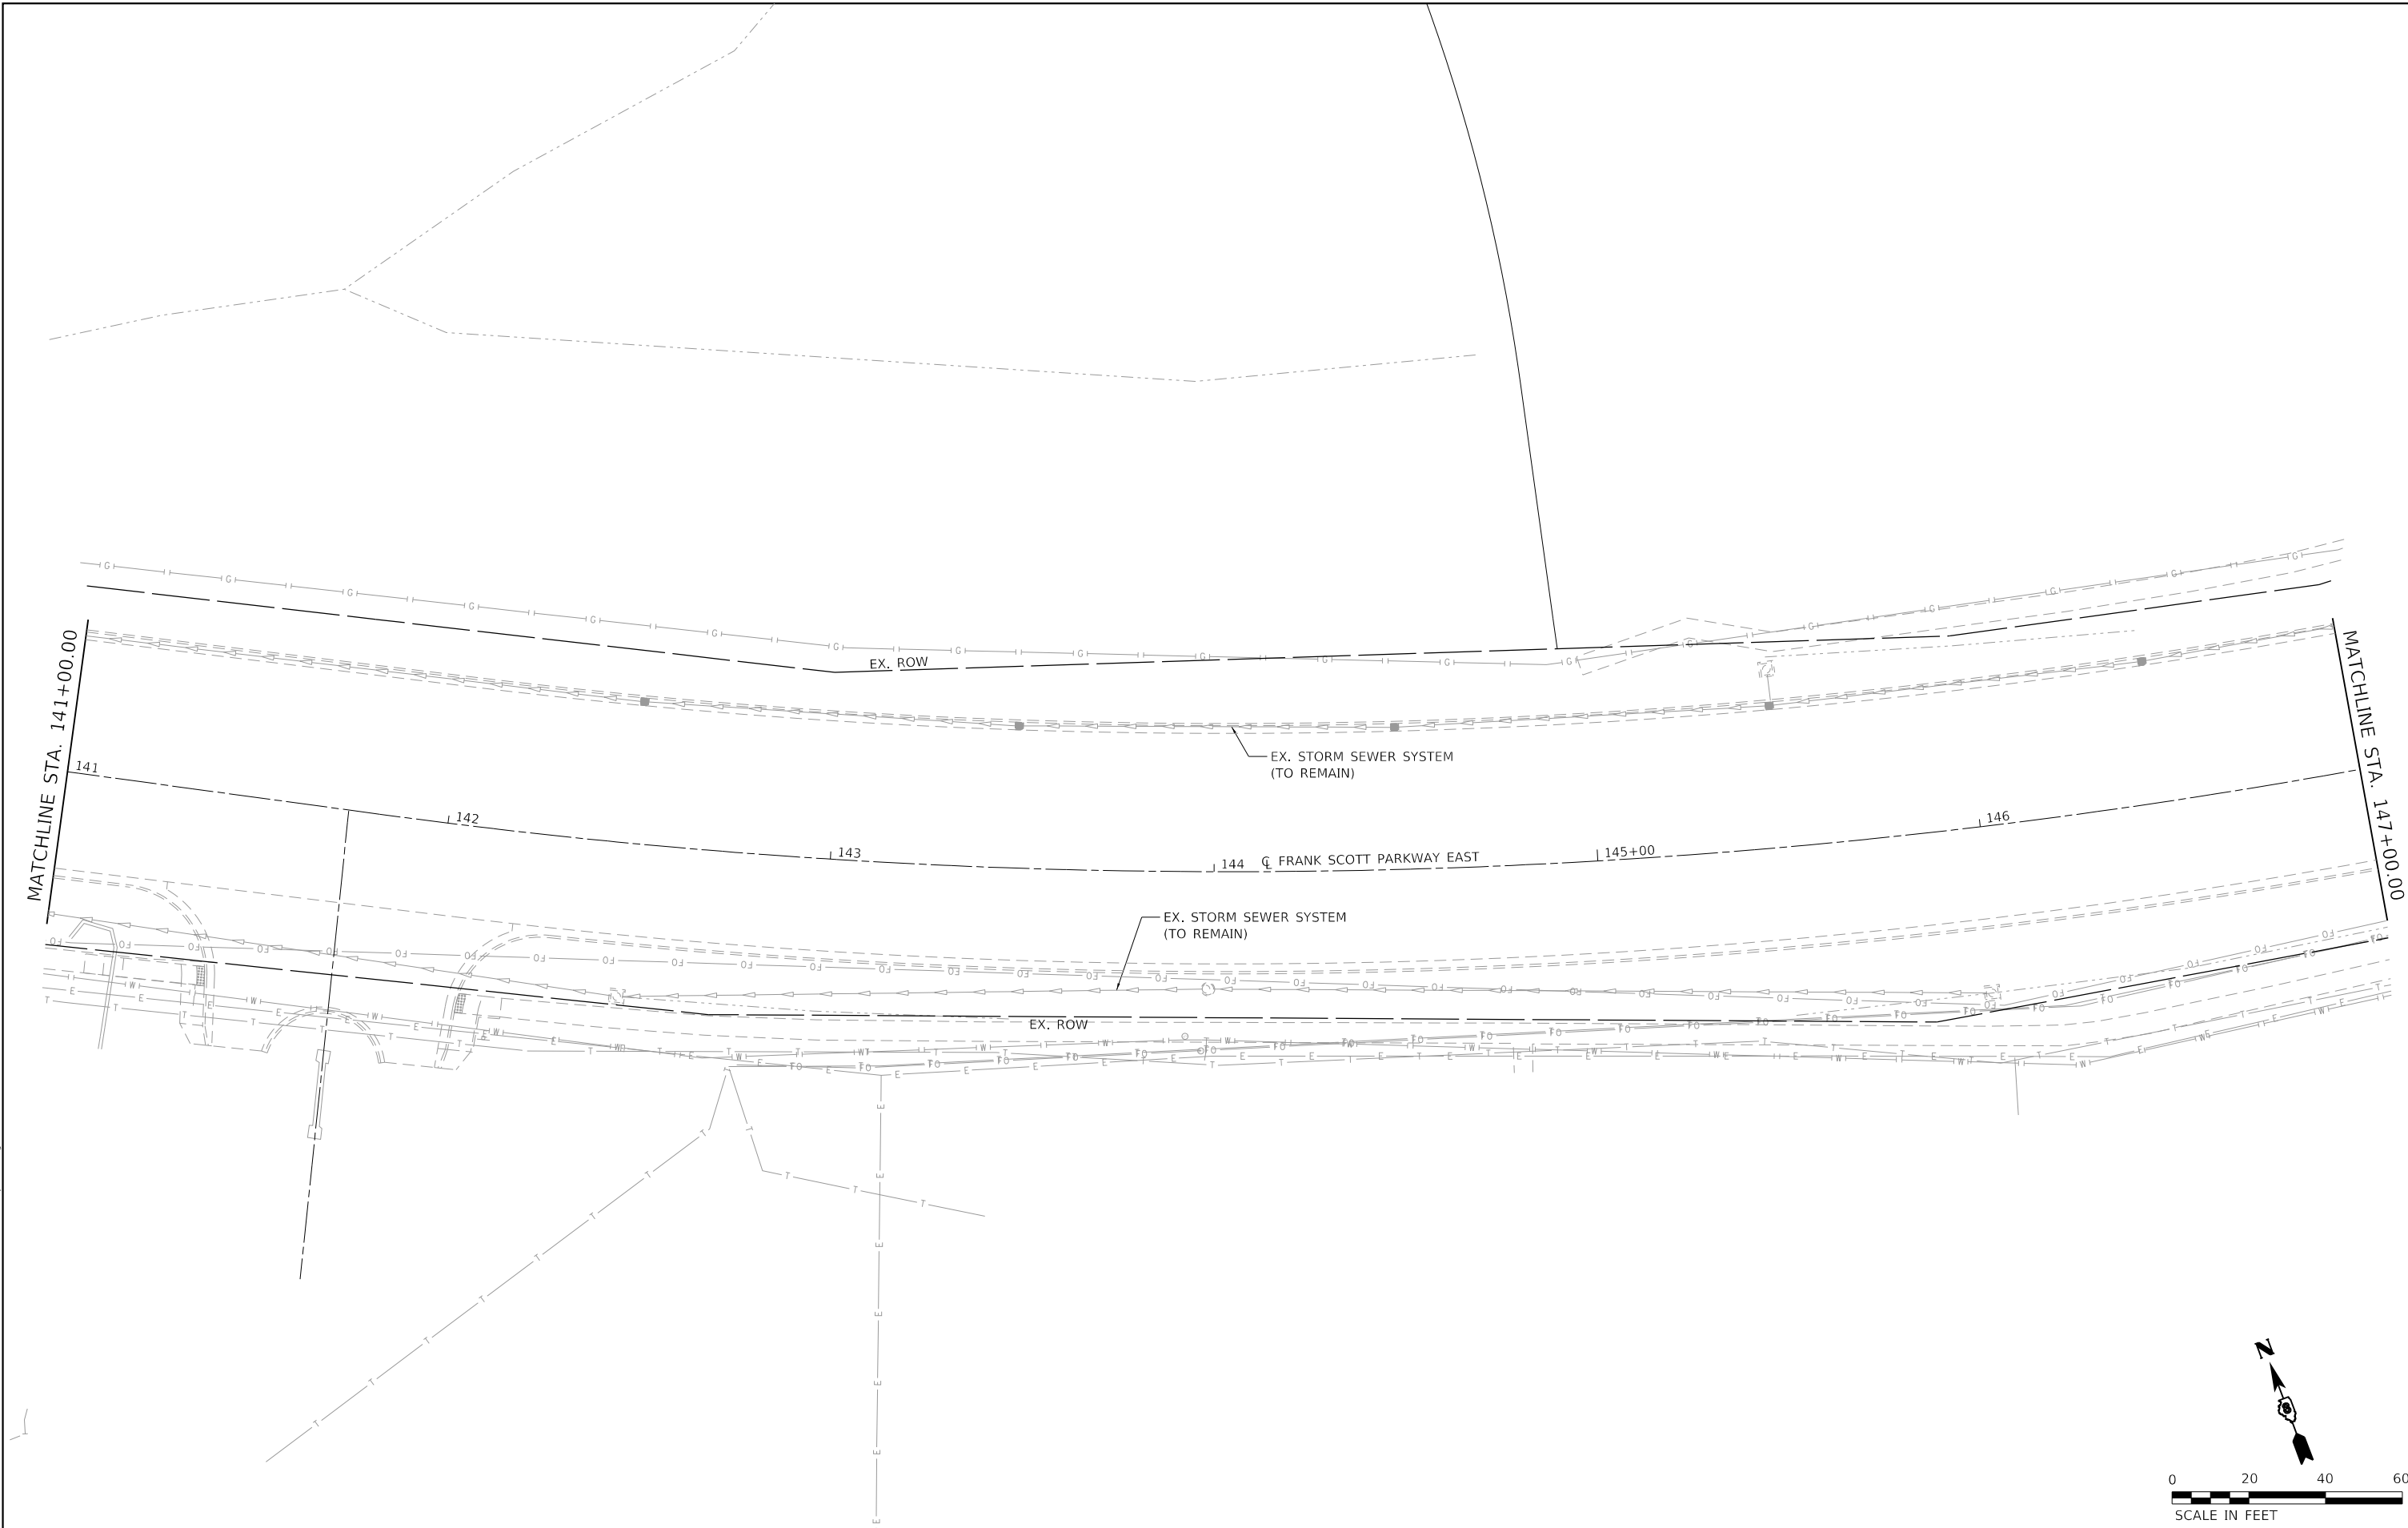 EX. ROW
MATCHLINE STA. 141+00.00
MATCHLINE STA. 147+00.00
EX. STORM SEWER SYSTEM
(TO REMAIN)
141
142
143
144 ℄ FRANK SCOTT PARKWAY EAST
145+00
146
EX. STORM SEWER SYSTEM
(TO REMAIN)
EX. ROW
N
0 20 40 60
SCALE IN FEET